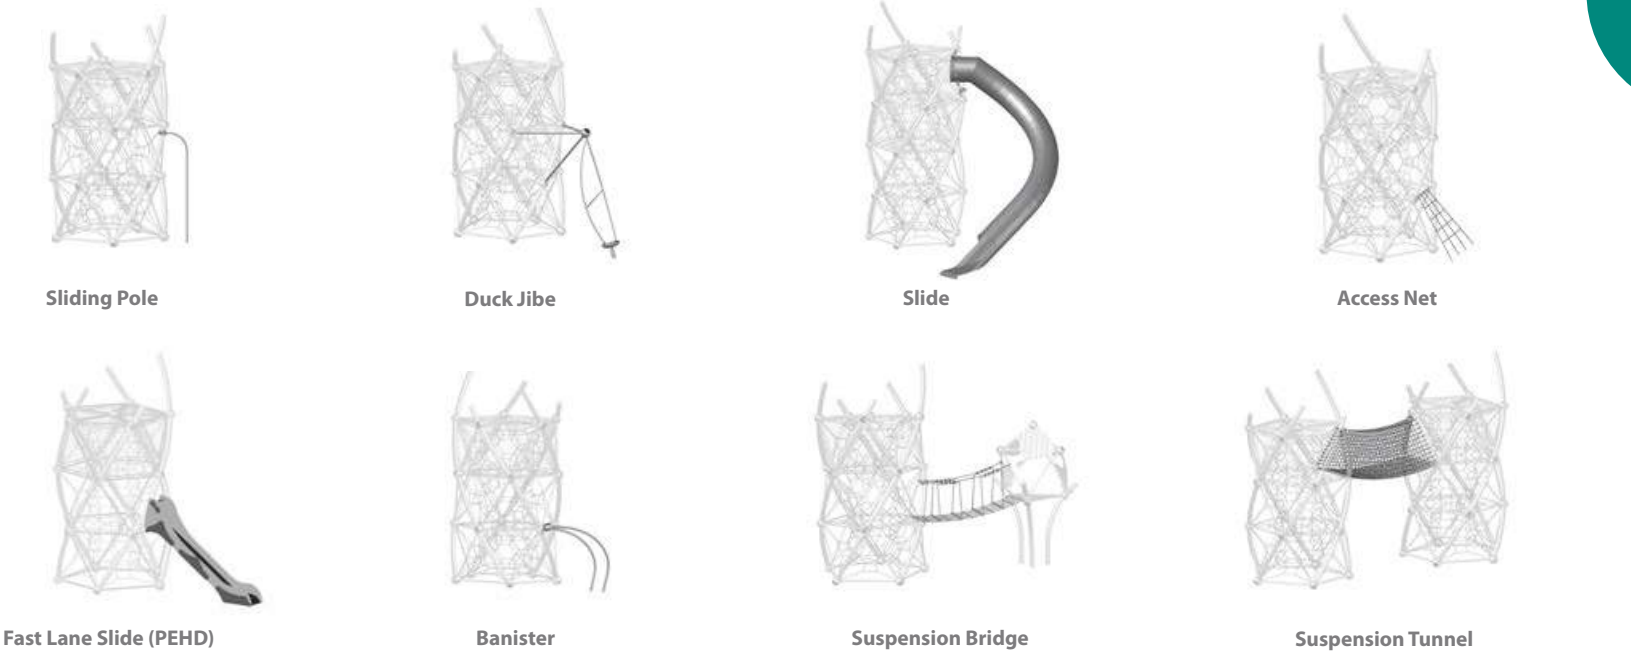 Sliding Pole
Duck Jibe
Slide
Access Net
Fast Lane Slide (PEHD)
Banister
Suspension Bridge
Suspension Tunnel